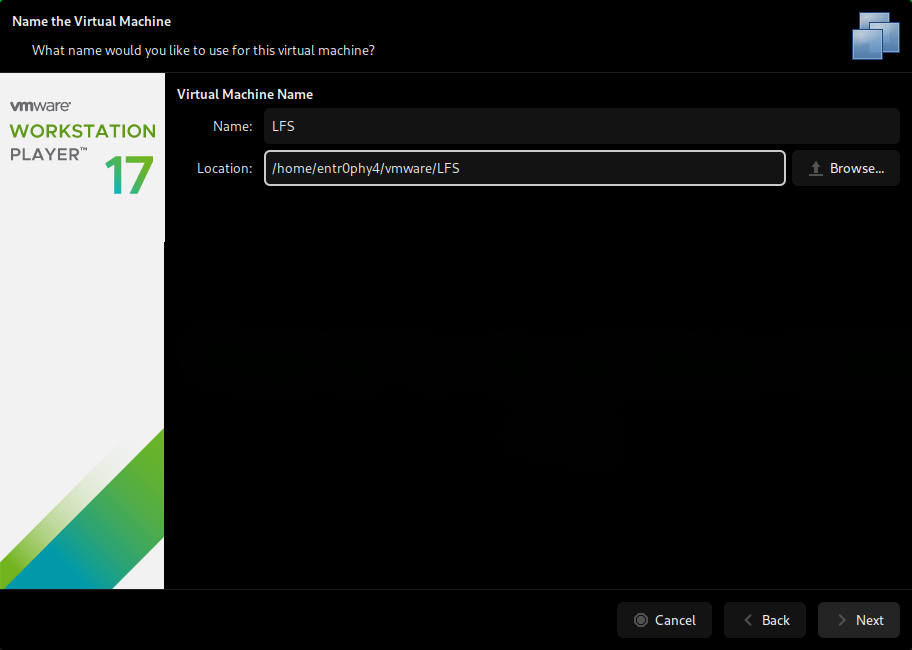 Name the Virtual Machine
What name would you like to use for this virtual machine?
vmware®
WORKSTATION
PLAYER™
17
Virtual Machine Name
Name: LFS
Location: /home/entr0phy4/vmware/LFS Browse...
Cancel Back Next